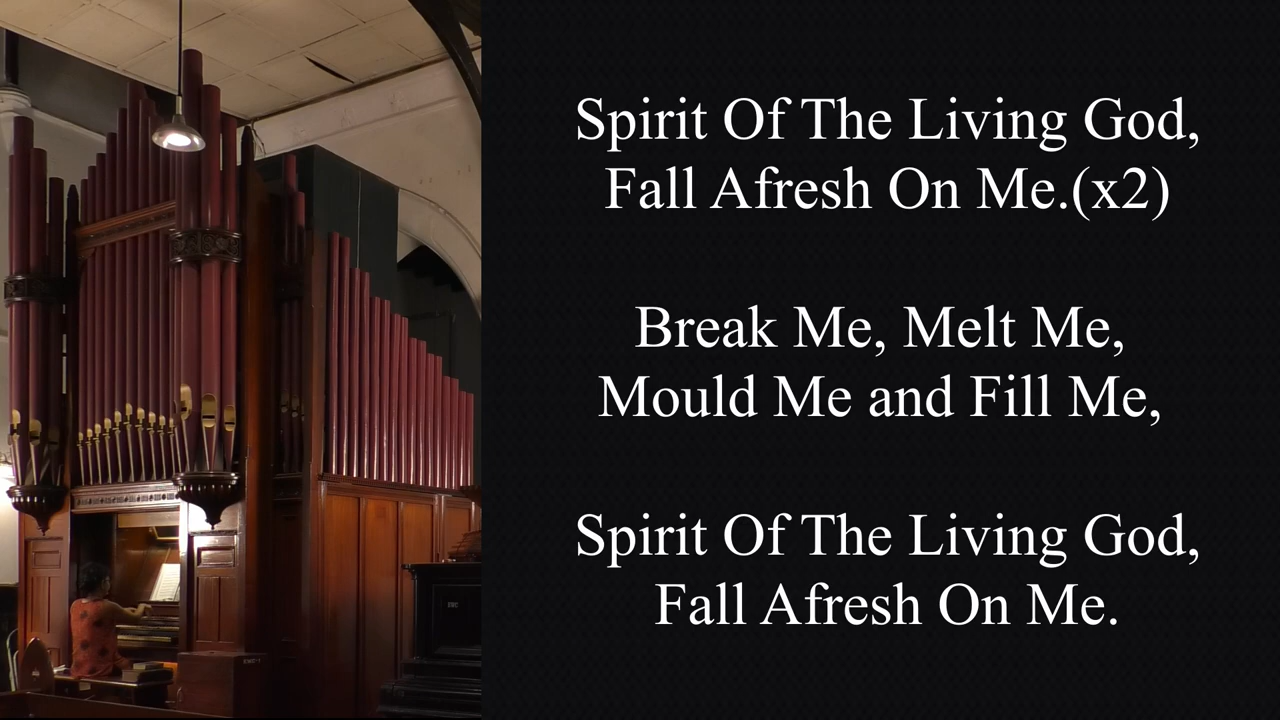 Spirit Of The Living God,
Fall Afresh On Me.(x2)
Break Me, Melt Me,
Mould Me and Fill Me,
Spirit Of The Living God,
Fall Afresh On Me.